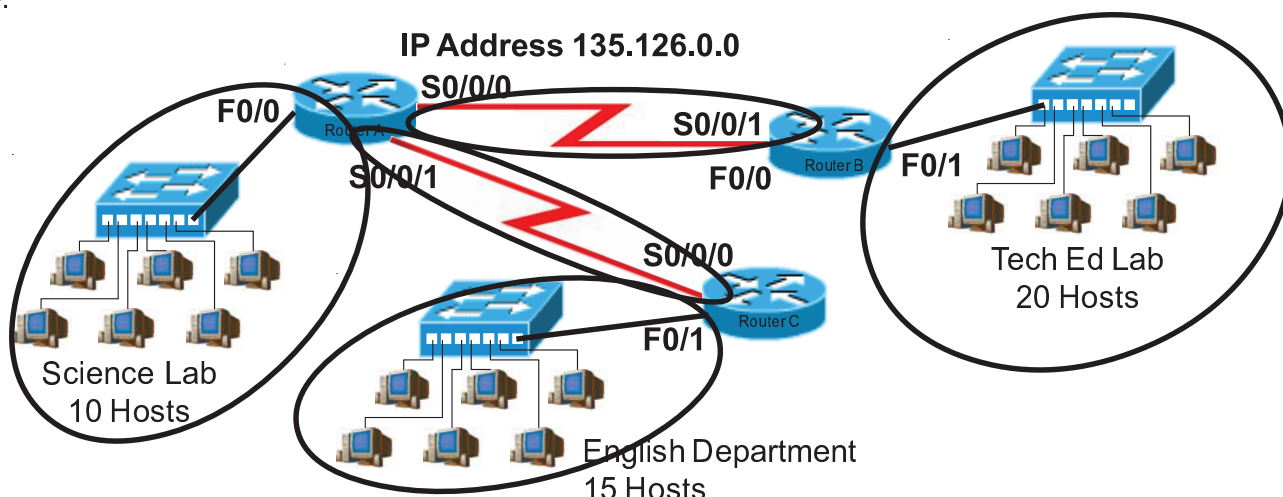 IP Address 135.126.0.0
S0/0/0
F0/0
Router A
S0/0/1
S0/0/1
Router B
F0/0
F0/1
S0/0/0
Tech Ed Lab
20 Hosts
Router C
F0/1
Science Lab
10 Hosts
English Department
15 Hosts